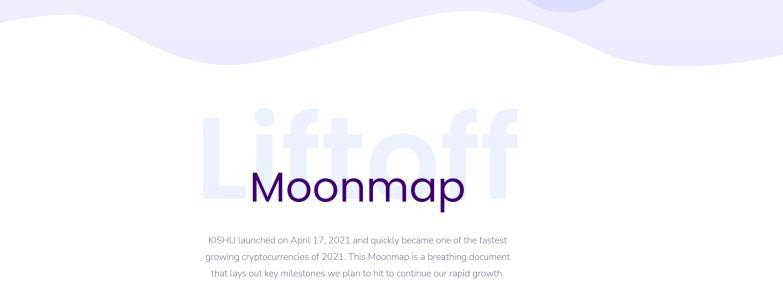 Liftoff
Moonmap
KISHU launched on April 17, 2021 and quickly became one of the fastest
growing cryptocurrencies of 2021. This Moonmap is a breathing document
that lays out key milestones we plan to hit to continue our rapid growth.